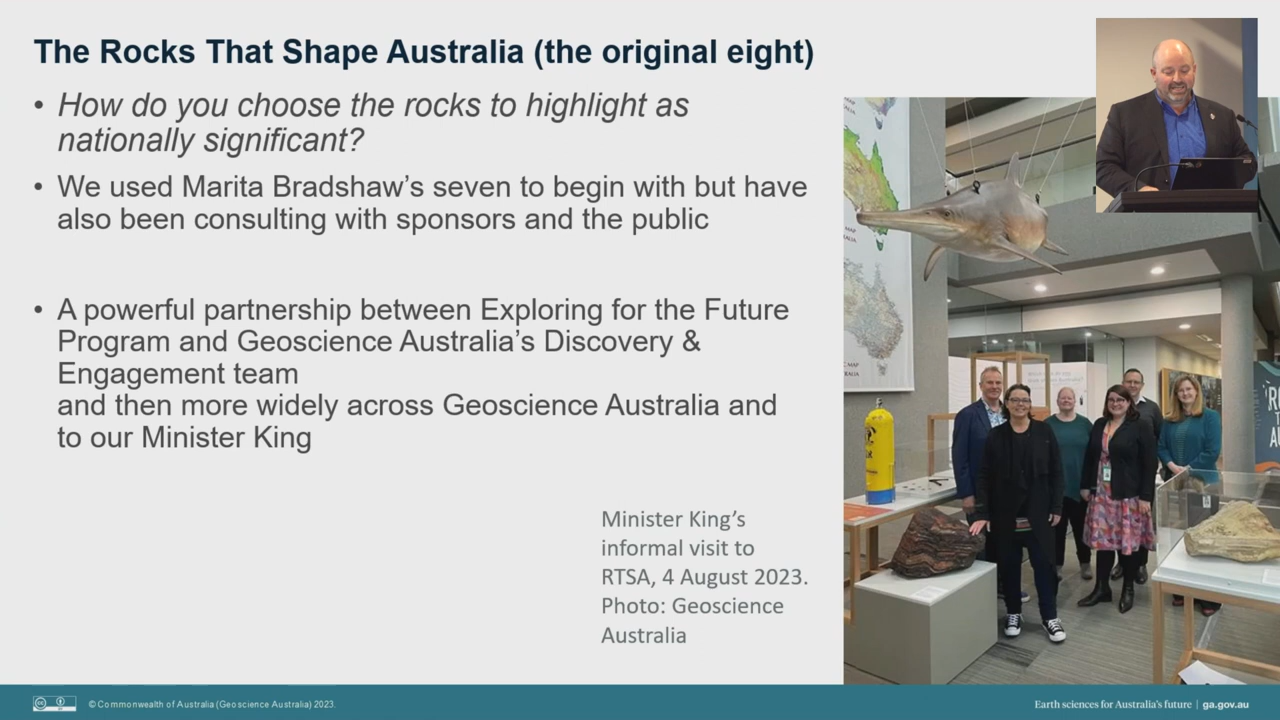 The Rocks That Shape Australia (the original eight)
• How do you choose the rocks to highlight as
nationally significant?
• We used Marita Bradshaw’s seven to begin with but have
also been consulting with sponsors and the public
• A powerful partnership between Exploring for the Future
Program and Geoscience Australia’s Discovery &
Engagement team
and then more widely across Geoscience Australia and
to our Minister King
Minister King’s
informal visit to
RTSA, 4 August 2023.
Photo: Geoscience
Australia
© Commonwealth of Australia (Geoscience Australia) 2023.
Earth sciences for Australia’s future | ga.gov.au